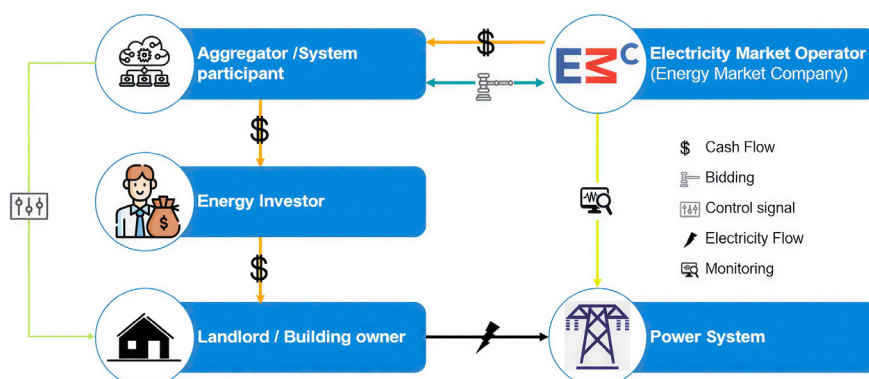 Aggregator /System
participant
$
EMC
Electricity Market Operator
(Energy Market Company)
$
$ Cash Flow
Bidding
Energy Investor
$
Control signal
Electricity Flow
$
Monitoring
Landlord / Building owner
Power System